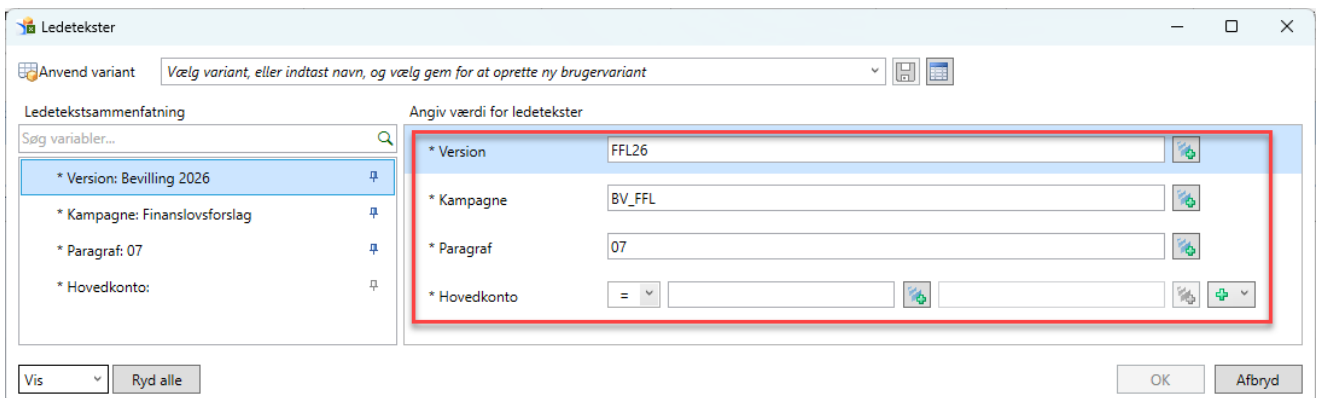 Ledetekster
Anvend variant Vælg variant, eller indtast navn, og vælg gem for at oprette ny brugervariant
Ledetekstsammenfatning
Søg variabler...
* Version: Bevilling 2026
* Kampagne: Finanslovsforslag
* Paragraf: 07
* Hovedkonto:
Angiv værdi for ledetekster
* Version FFL26
* Kampagne BV_FFL
* Paragraf 07
* Hovedkonto =
Vis Ryd alle OK Afbryd